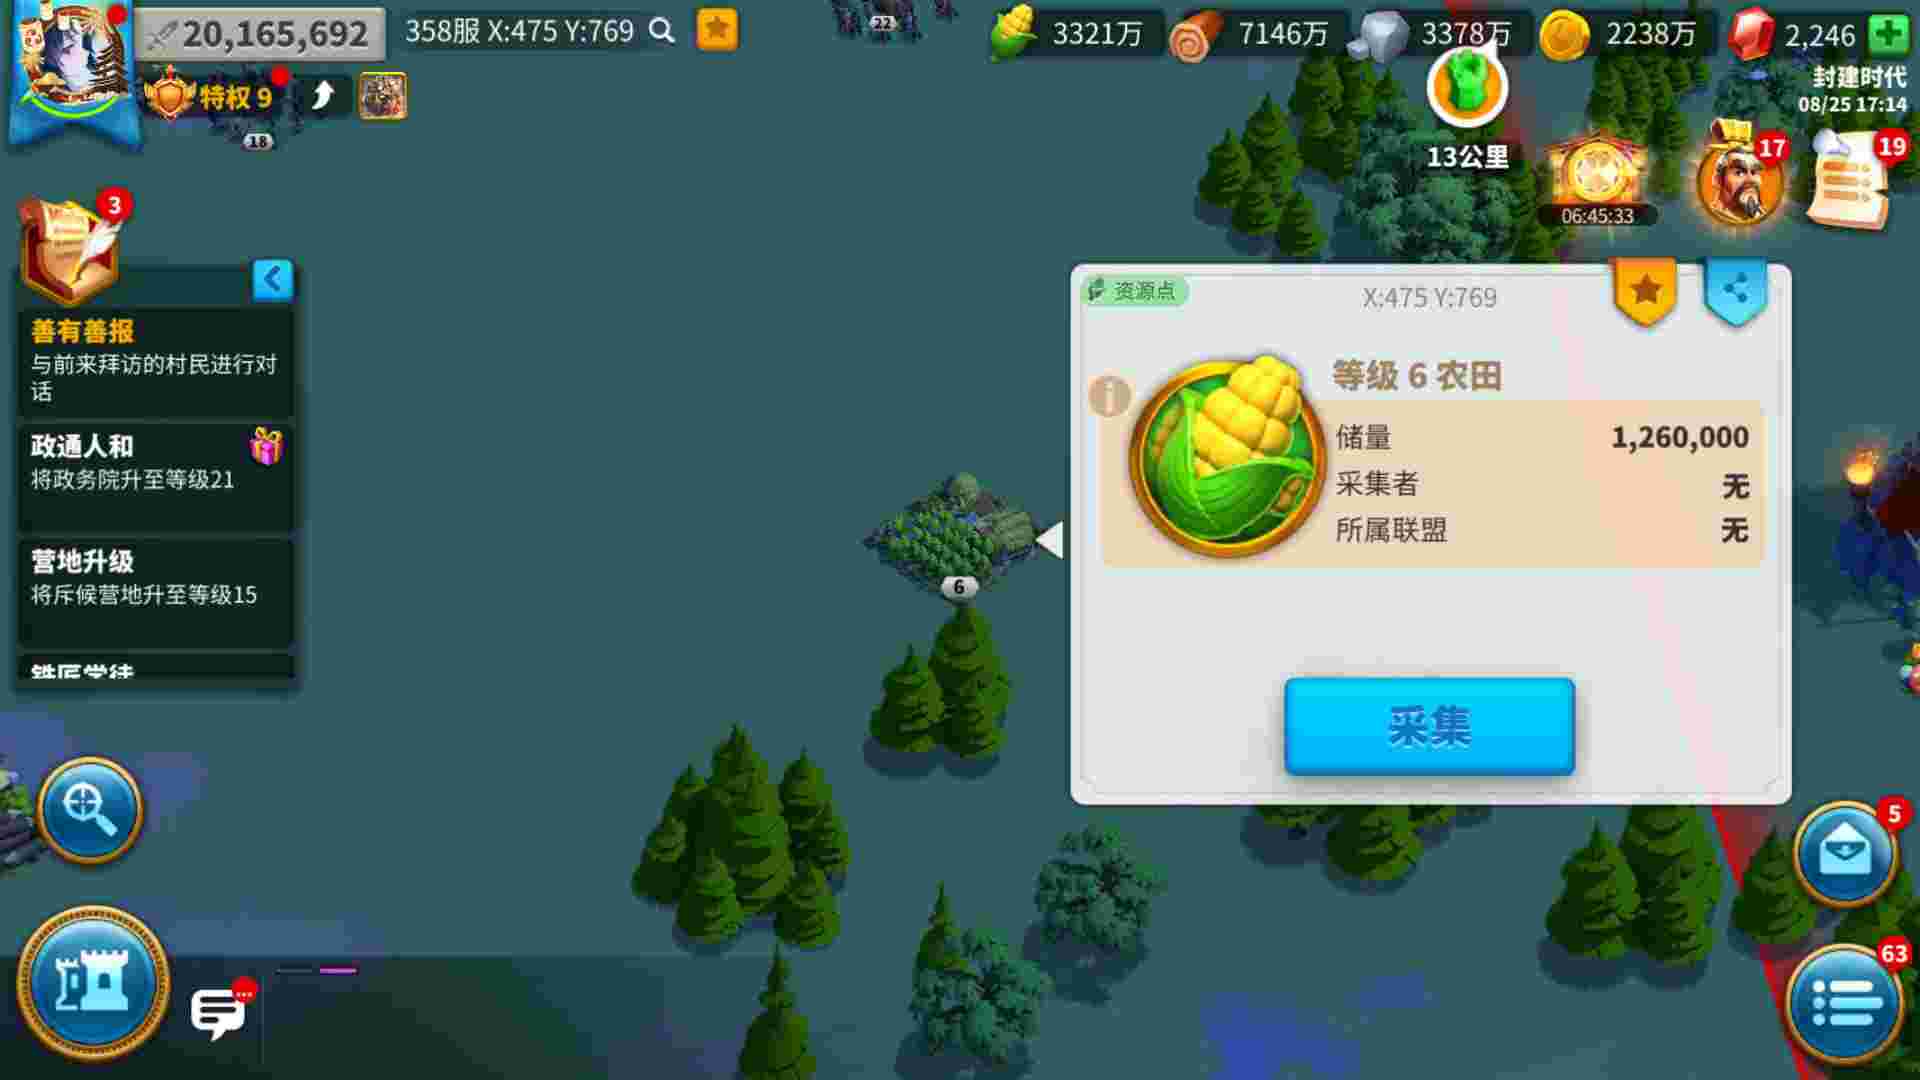 20,165,692
358服 X:475 Y:769
22
3321万
7146万
3378万
2238万
2,246
特权 9
18
封建时代
08/25 17:14
13公里
06:45:33
17
19
3
善有善报
与前来拜访的村民进行对
话
政通人和
将政务院升至等级21
营地升级
将斥候营地升至等级15
铁匠学徒
资源点
X:475 Y:769
等级 6 农田
储量
1,260,000
采集者
无
所属联盟
无
采集
6
5
63